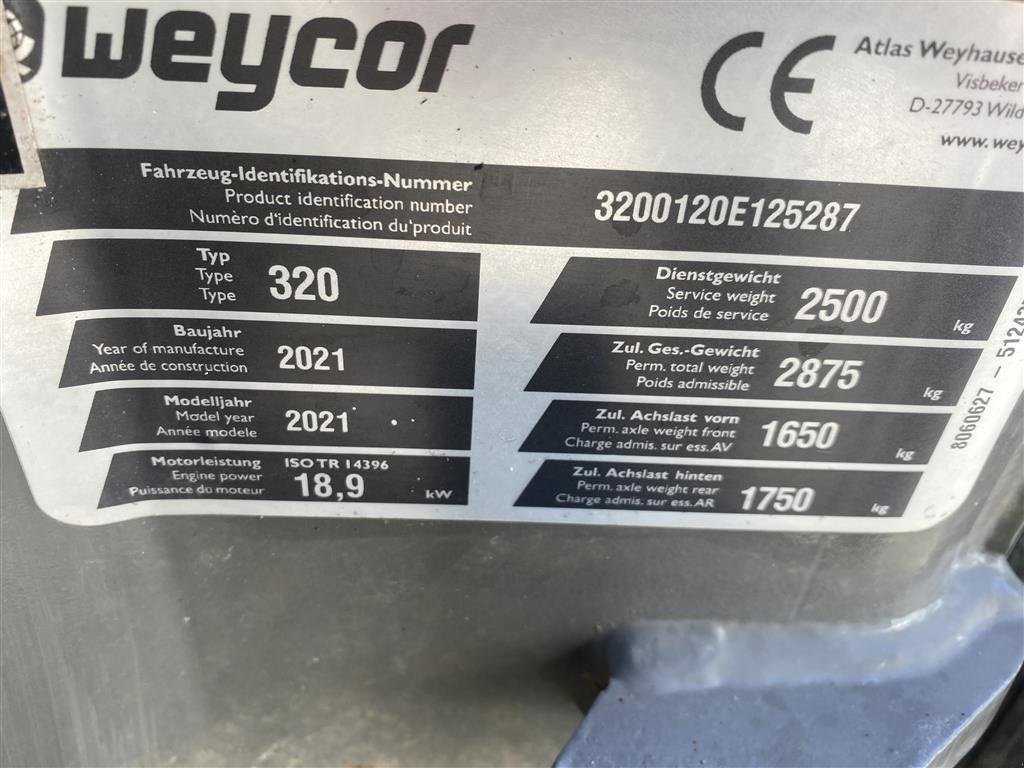 weycor
CE
Atlas Weyhause
Visbeker
D-27793 Wild
www.wey
Fahrzeug-Identifikations-Nummer
Product identification number
Numèro d'identification du'produit
3200120E125287
Typ
Type
Type
320
Baujahr
Year of manufacture
Année de construction
2021
Modelljahr
Model year
Année modele
2021
Motorleistung ISO TR 14396
Engine power
Puissance du moteur
18,9 kW
Dienstgewicht
Service weight
Poids de service
2500 kg
Zul. Ges.-Gewicht
Perm. total weight
Poids admissible
2875 kg
Zul. Achslast vorn
Perm. axle weight front
Charge admis. sur ess. AV
1650 kg
Zul. Achslast hinten
Perm. axle weight rear
Charge admis. sur ess. AR
1750 kg
8060627 -